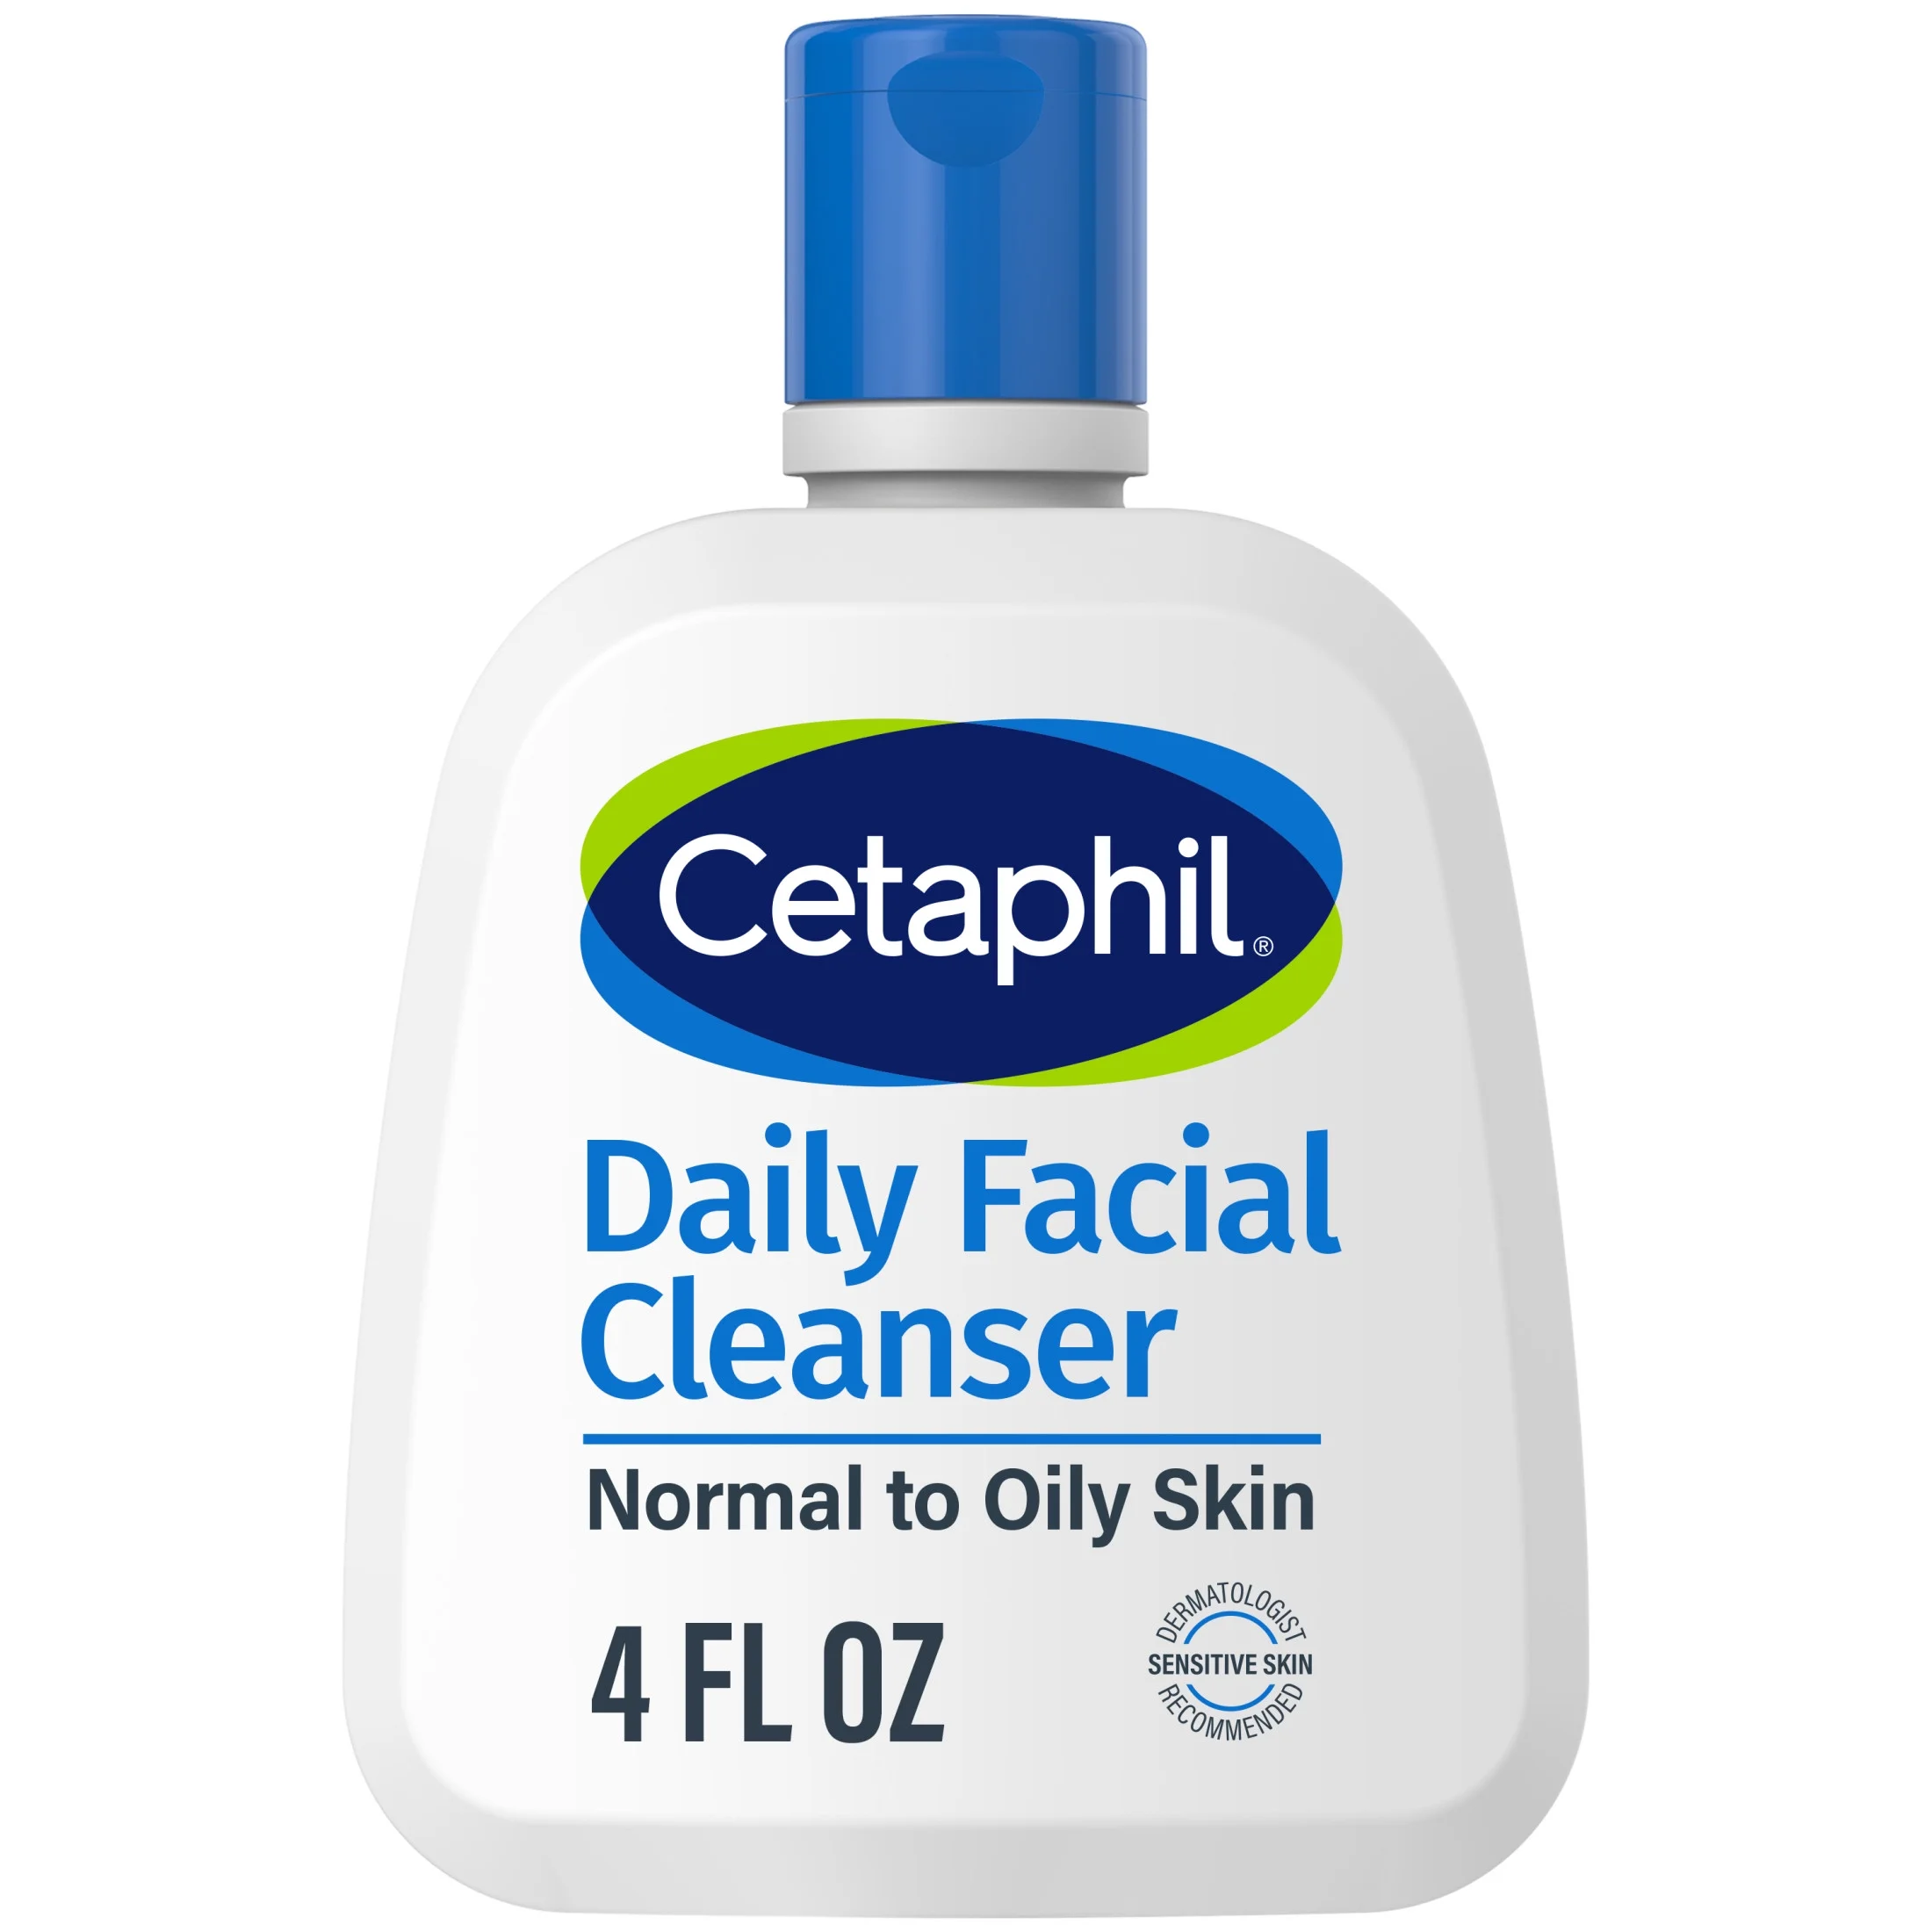 Cetaphil®
Daily Facial
Cleanser
Normal to Oily Skin
4 FL OZ
DERMATOLOGIST
SENSITIVE SKIN
RECOMMENDED